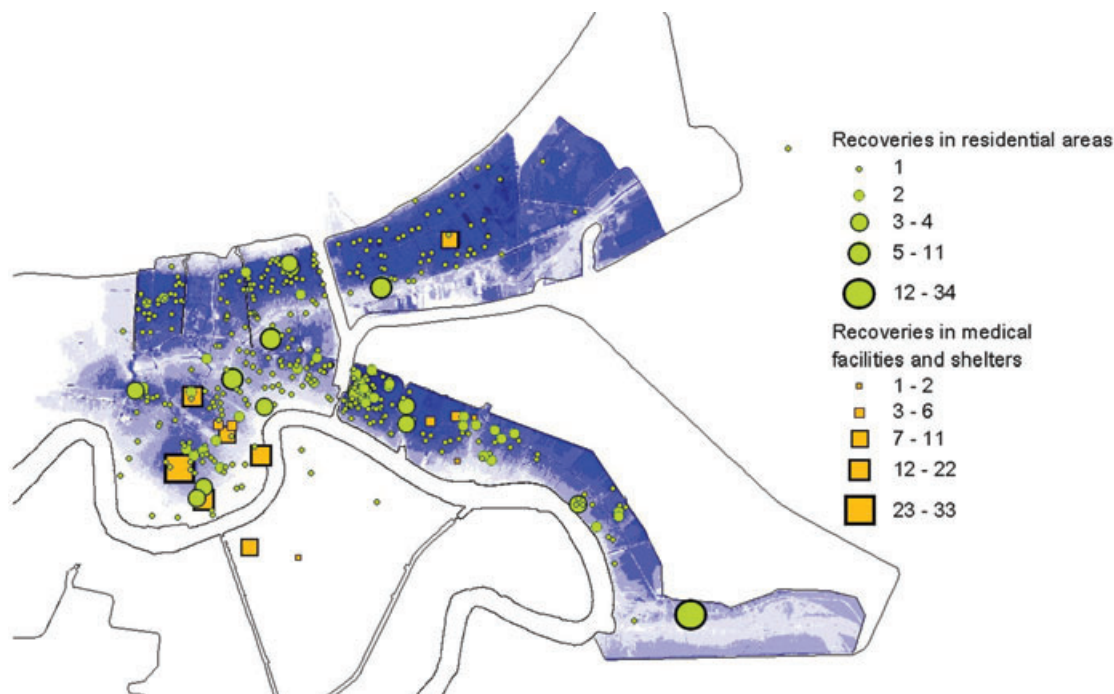 Recoveries in residential areas
1
2
3 - 4
5 - 11
12 - 34
Recoveries in medical
facilities and shelters
1 - 2
3 - 6
7 - 11
12 - 22
23 - 33